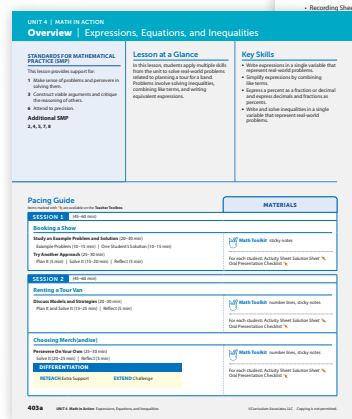 • Recording Shee
UNIT 4 | MATH IN ACTION
Overview | Expressions, Equations, and Inequalities
STANDARDS FOR MATHEMATICAL
PRACTICE (SMP)
This lesson provides support for:
1 Make sense of problems and persevere in
solving them.
3 Construct viable arguments and critique
the reasoning of others.
6 Attend to precision.
Additional SMP
2, 4, 5, 7, 8
Lesson at a Glance
In this lesson, students apply multiple skills
from the unit to solve real-world problems
related to planning a tour for a band.
Problems involve solving inequalities,
combining like terms, and writing
equivalent expressions.
Key Skills
• Write expressions in a single variable that
represent real-world problems.
• Simplify expressions by combining
like terms.
• Express a percent as a fraction or decimal
and express decimals and fractions as
percents.
• Write and solve inequalities in a single
variable that represent real-world
problems.
Pacing Guide
Items marked with are available on the Teacher Toolbox.
MATERIALS
SESSION 1 (45–60 min)
Booking a Show
Study an Example Problem and Solution (20–30 min)
Example Problem (10–15 min) | One Student's Solution (10–15 min)
Try Another Approach (25–30 min)
Plan It (5 min) | Solve It (15–20 min) | Reflect (5 min)
Math Toolkit sticky notes
For each student: Activity Sheet Solution Sheet
Oral Presentation Checklist
SESSION 2 (45–60 min)
Renting a Tour Van
Discuss Models and Strategies (20–30 min)
Plan It and Solve It (15–25 min) | Reflect (5 min)
Math Toolkit number lines, sticky notes
For each student: Activity Sheet Solution Sheet
Oral Presentation Checklist
Choosing Merch(andise)
Persevere On Your Own (25–30 min)
Solve It (20–25 min) | Reflect (5 min)
Math Toolkit number lines, sticky notes
For each student: Activity Sheet Solution Sheet
Oral Presentation Checklist
DIFFERENTIATION
RETEACH Extra Support EXTEND Challenge
403a UNIT 4 Math in Action Expressions, Equations, and Inequalities ©Curriculum Associates, LLC Copying is not permitted.